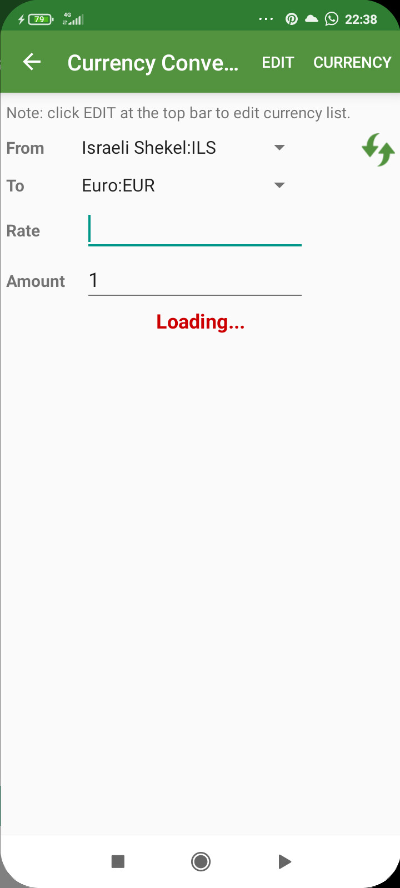 79 4G ... 22:38
Currency Conve... EDIT CURRENCY
Note: click EDIT at the top bar to edit currency list.
From Israeli Shekel:ILS
To Euro:EUR
Rate
Amount 1
Loading...